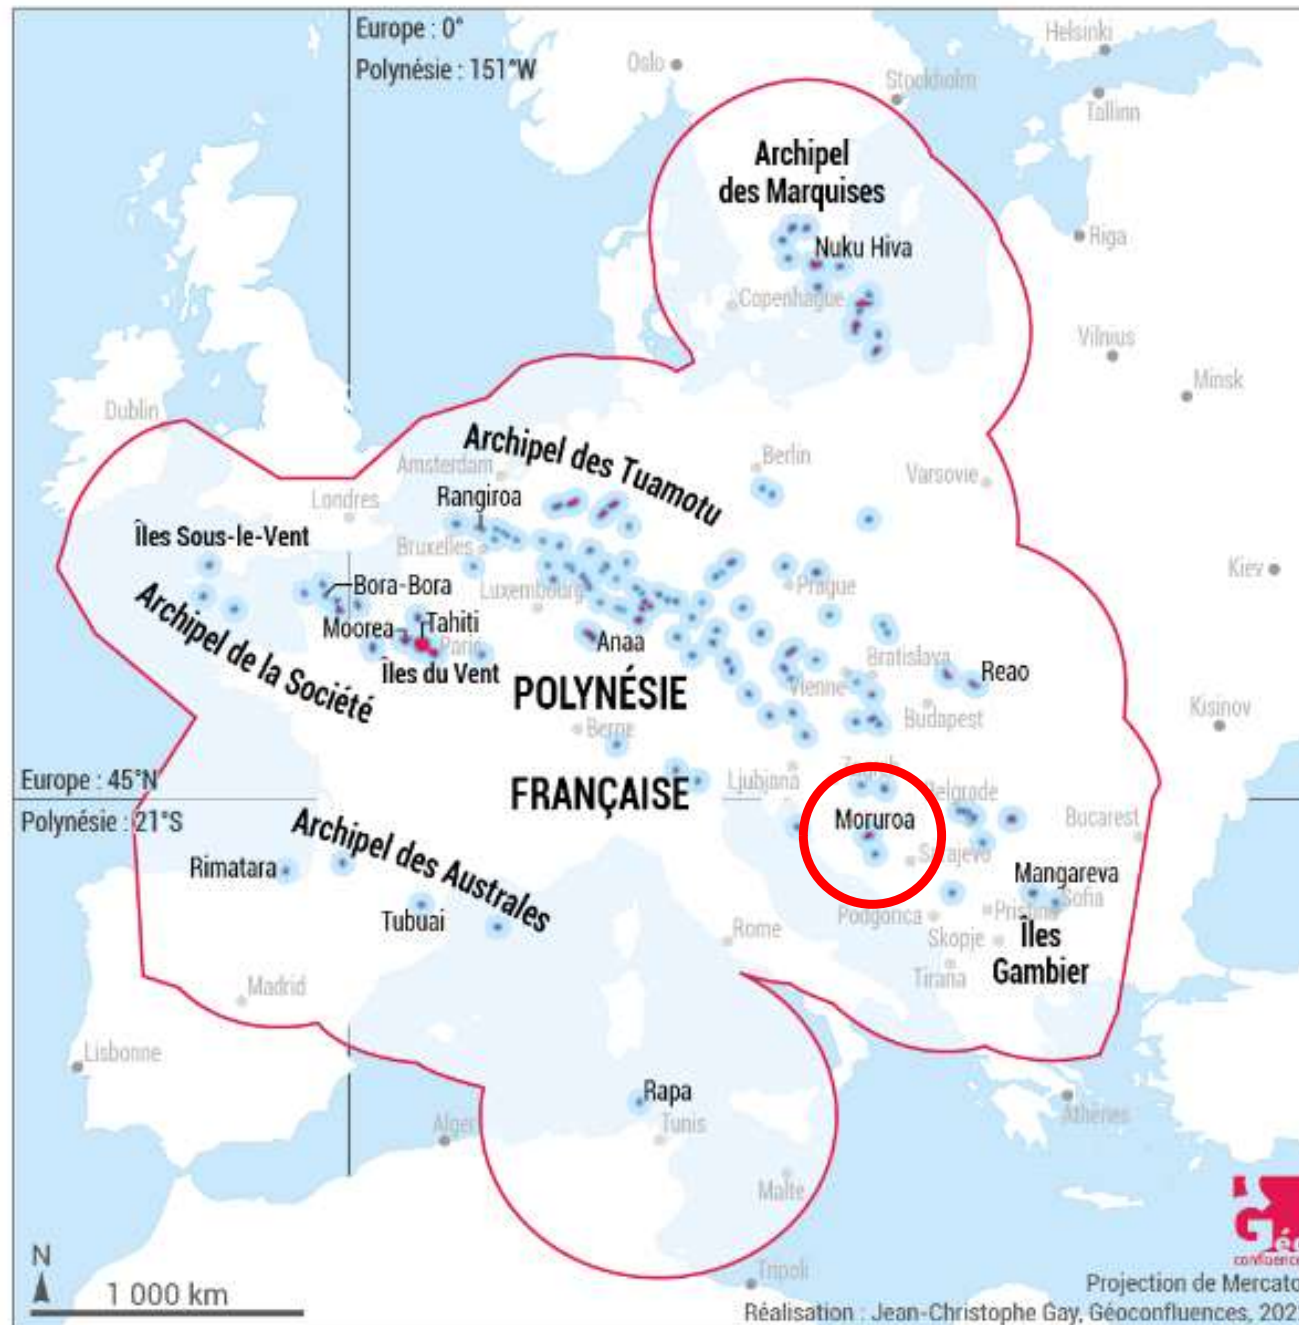 Europe : 0°
Polynésie : 151°W
Helsinki
Oslo
Stockholm
Tallinn
Archipel
des Marquises
Riga
Nuku Hiva
Copenhague
Vilnius
Minsk
Dublin
Archipel des Tuamotu
Amsterdam
Berlin
Varsovie
Londres
Rangiroa
Îles Sous-le-Vent
Bruxelles
Kiev
Bora-Bora
Luxembourg
Prague
Archipel de la Société
Moorea
Tahiti
Paris
Anaa
Îles du Vent
Bratislava
Vienne
Reao
POLYNÉSIE
Budapest
Kisinov
Berne
Europe : 45°N
Ljubjana
Zagreb
FRANÇAISE
Belgrade
Polynésie : 21°S
Archipel des Australes
Moruroa
Bucarest
Rimatara
Sarajevo
Mangareva
Sofia
Tubuai
Podgorica
Pristina
Rome
Skopje
Îles
Gambier
Tirana
Madrid
Lisbonne
Rapa
Athènes
Alger
Tunis
Malte
N
1 000 km
Tripoli
Géo
confluence
Projection de Mercato
Réalisation : Jean-Christophe Gay, Géoconfluences, 202